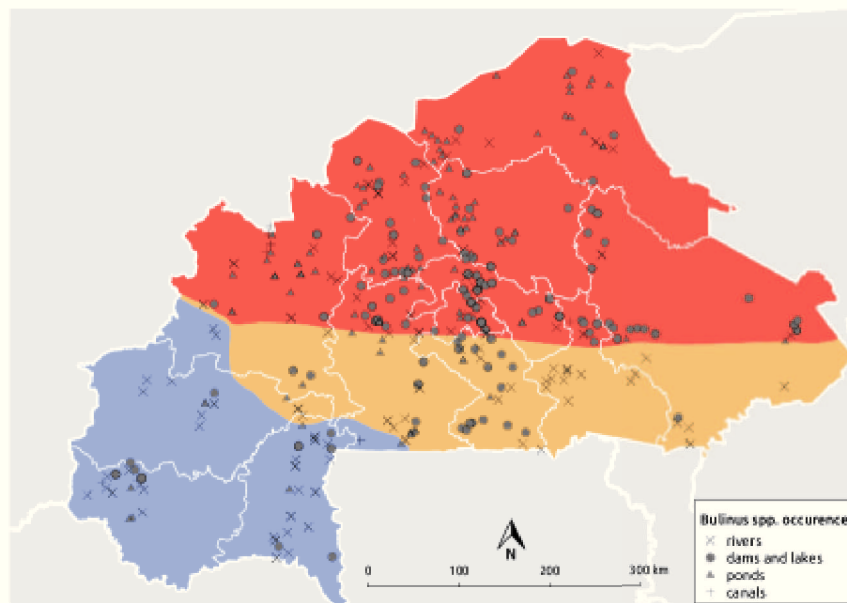 Bulinus spp. occurence
rivers
dams and lakes
ponds
canals
N
0 100 200 300 km